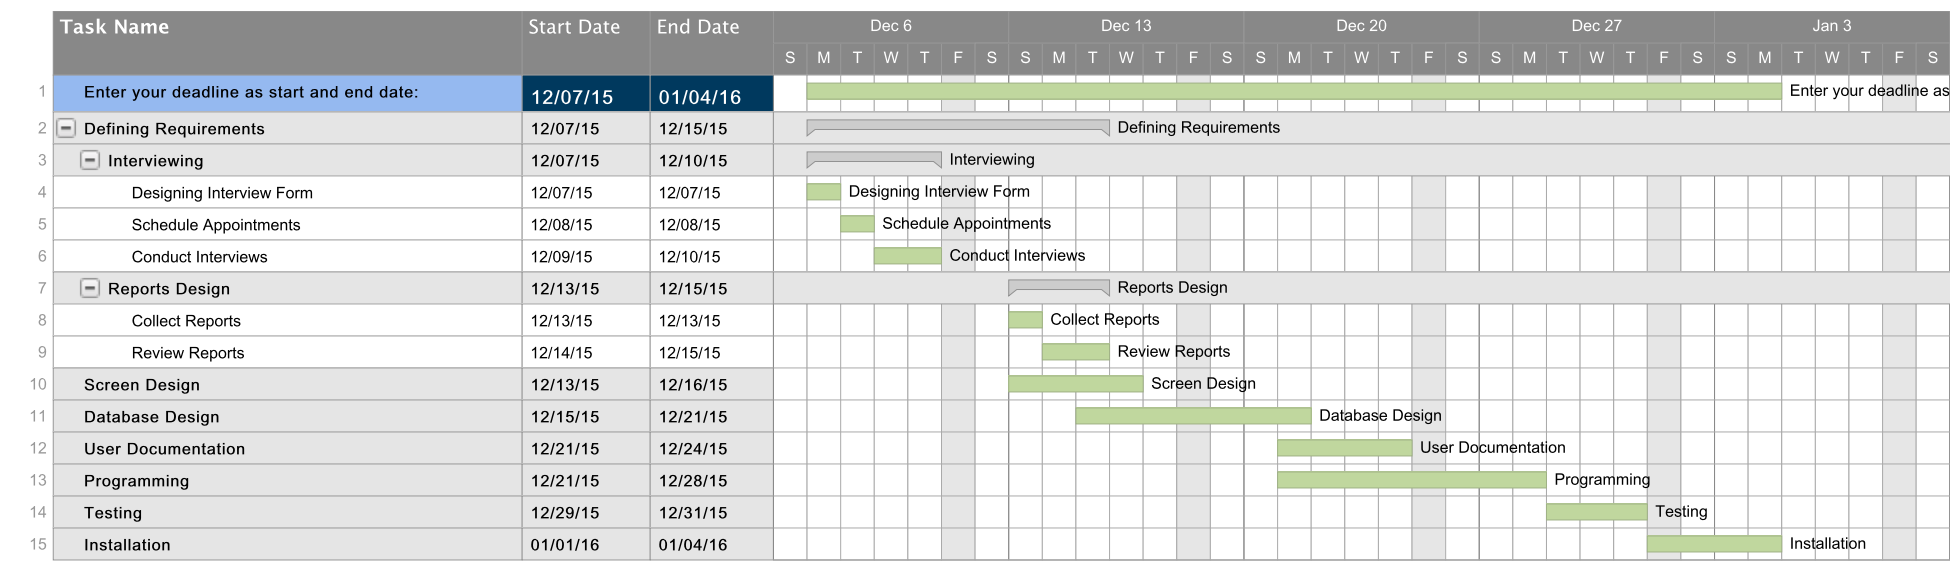 Task Name Start Date End Date Dec 6 Dec 13 Dec 20 Dec 27 Jan 3
S M T W T F S S M T W T F S S M T W T F S S M T W T F S S M T W T F S
1 Enter your deadline as start and end date: 12/07/15 01/04/16 Enter your deadline as
2 Defining Requirements 12/07/15 12/15/15 Defining Requirements
3 Interviewing 12/07/15 12/10/15 Interviewing
4 Designing Interview Form 12/07/15 12/07/15 Designing Interview Form
5 Schedule Appointments 12/08/15 12/08/15 Schedule Appointments
6 Conduct Interviews 12/09/15 12/10/15 Conduct Interviews
7 Reports Design 12/13/15 12/15/15 Reports Design
8 Collect Reports 12/13/15 12/13/15 Collect Reports
9 Review Reports 12/14/15 12/15/15 Review Reports
10 Screen Design 12/13/15 12/16/15 Screen Design
11 Database Design 12/15/15 12/21/15 Database Design
12 User Documentation 12/21/15 12/24/15 User Documentation
13 Programming 12/21/15 12/28/15 Programming
14 Testing 12/29/15 12/31/15 Testing
15 Installation 01/01/16 01/04/16 Installation